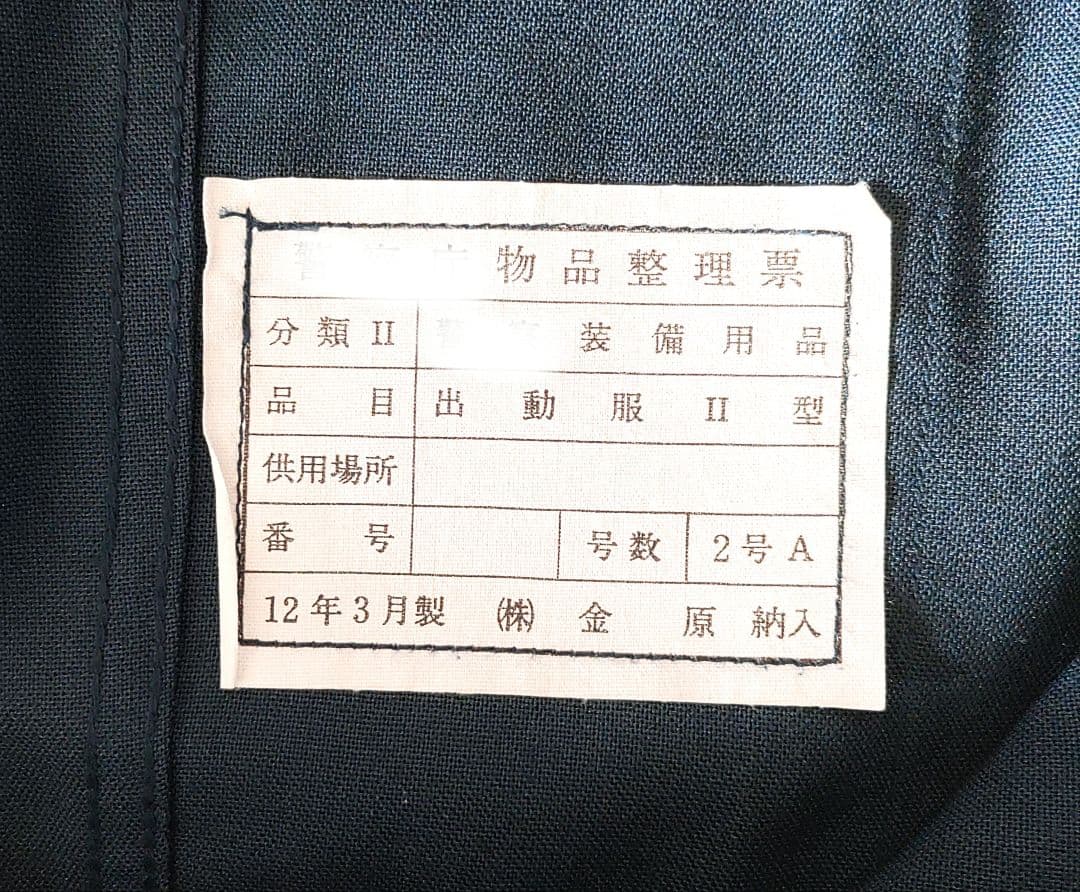 物品整理票
分類II 装備用品
品目 出動服II型
供用場所
番号 号数 2号A
12年3月製 ㈱金原納入